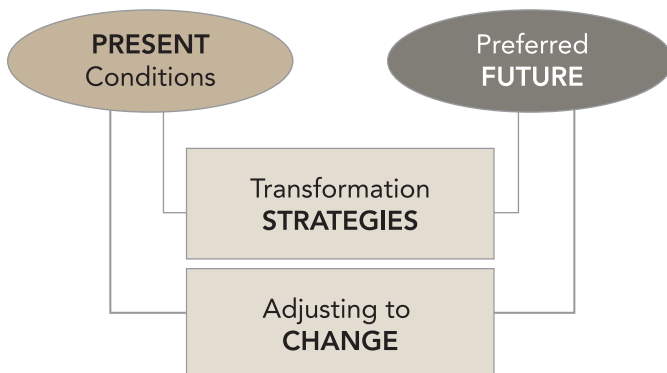 PRESENT
Conditions
Preferred
FUTURE
Transformation
STRATEGIES
Adjusting to
CHANGE